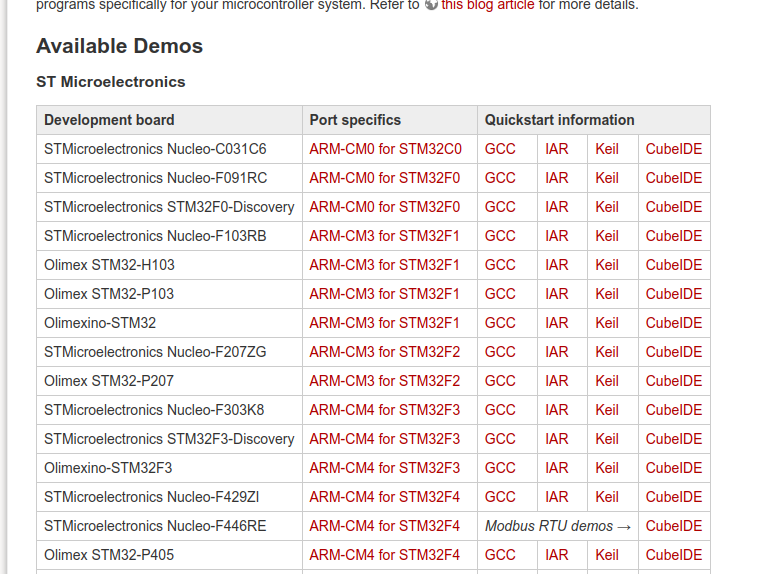 programs specifically for your microcontroller system. Refer to this blog article for more details.
Available Demos
ST Microelectronics
Development board Port specifics Quickstart information
STMicroelectronics Nucleo-C031C6 ARM-CM0 for STM32C0 GCC IAR Keil CubeIDE
STMicroelectronics Nucleo-F091RC ARM-CM0 for STM32F0 GCC IAR Keil CubeIDE
STMicroelectronics STM32F0-Discovery ARM-CM0 for STM32F0 GCC IAR Keil CubeIDE
STMicroelectronics Nucleo-F103RB ARM-CM3 for STM32F1 GCC IAR Keil CubeIDE
Olimex STM32-H103 ARM-CM3 for STM32F1 GCC IAR Keil CubeIDE
Olimex STM32-P103 ARM-CM3 for STM32F1 GCC IAR Keil CubeIDE
Olimexino-STM32 ARM-CM3 for STM32F1 GCC IAR Keil CubeIDE
STMicroelectronics Nucleo-F207ZG ARM-CM3 for STM32F2 GCC IAR Keil CubeIDE
Olimex STM32-P207 ARM-CM3 for STM32F2 GCC IAR Keil CubeIDE
STMicroelectronics Nucleo-F303K8 ARM-CM4 for STM32F3 GCC IAR Keil CubeIDE
STMicroelectronics STM32F3-Discovery ARM-CM4 for STM32F3 GCC IAR Keil CubeIDE
Olimexino-STM32F3 ARM-CM4 for STM32F3 GCC IAR Keil CubeIDE
STMicroelectronics Nucleo-F429ZI ARM-CM4 for STM32F4 GCC IAR Keil CubeIDE
STMicroelectronics Nucleo-F446RE ARM-CM4 for STM32F4 Modbus RTU demos → CubeIDE
Olimex STM32-P405 ARM-CM4 for STM32F4 GCC IAR Keil CubeIDE